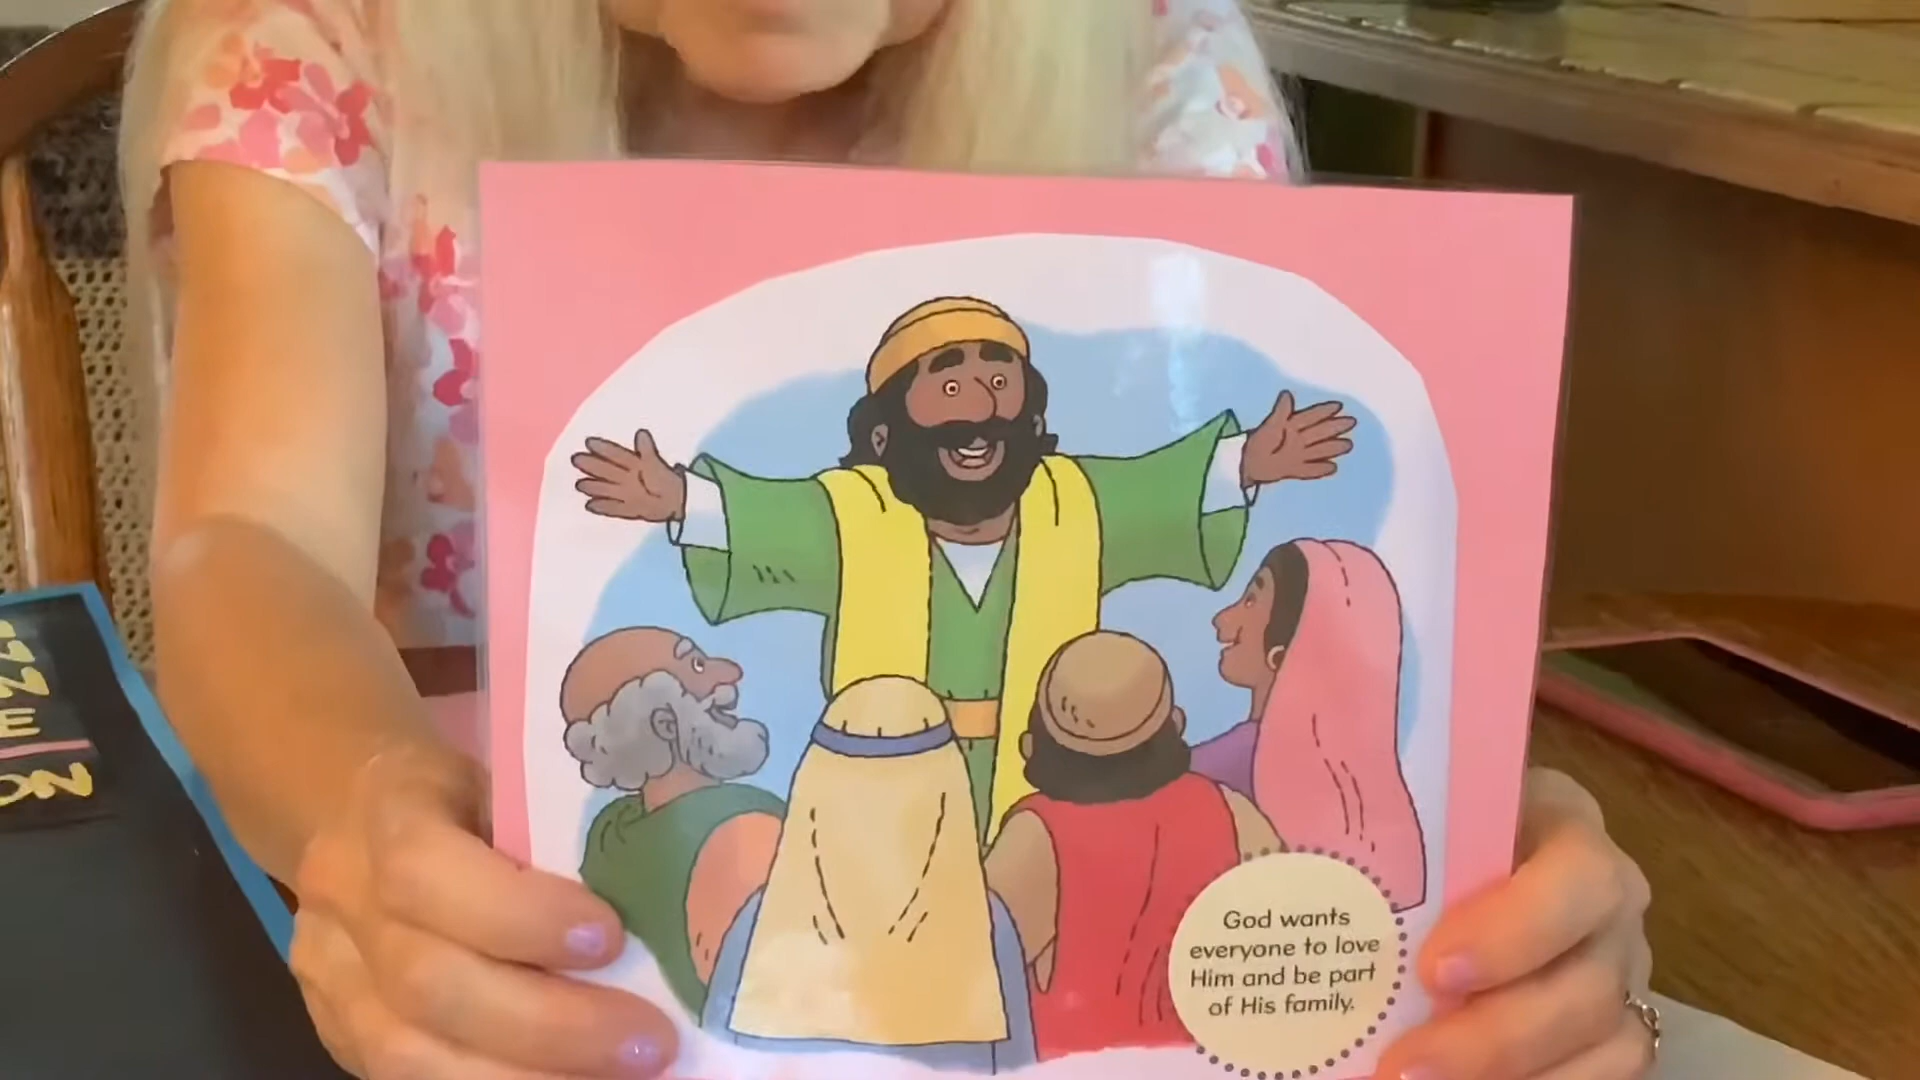 God wants
everyone to love
Him and be part
of His family.